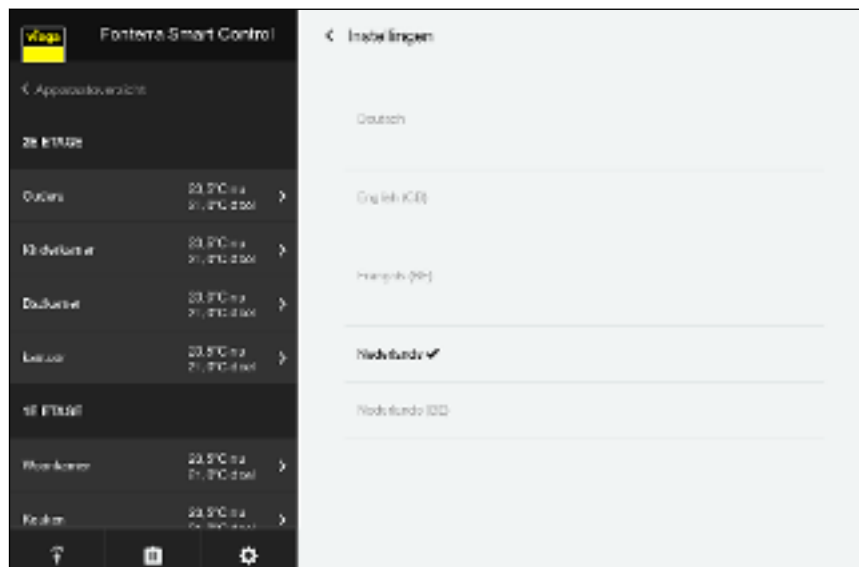 viega
Fonterra Smart Control
< Apparaatoverzicht
2E ETAGE
Ouders
23,5°C nu
21,0°C doel
Kinderkamer
23,5°C nu
21,0°C doel
Badkamer
23,5°C nu
21,0°C doel
23,5°C nu
21,0°C doel
1E ETAGE
Woonkamer
23,5°C nu
21,0°C doel
Keuken
23,5°C nu
< Instellingen
Deutsch
English (GB)
Français (BE)
Nederlands ✔
Nederlands (BE)